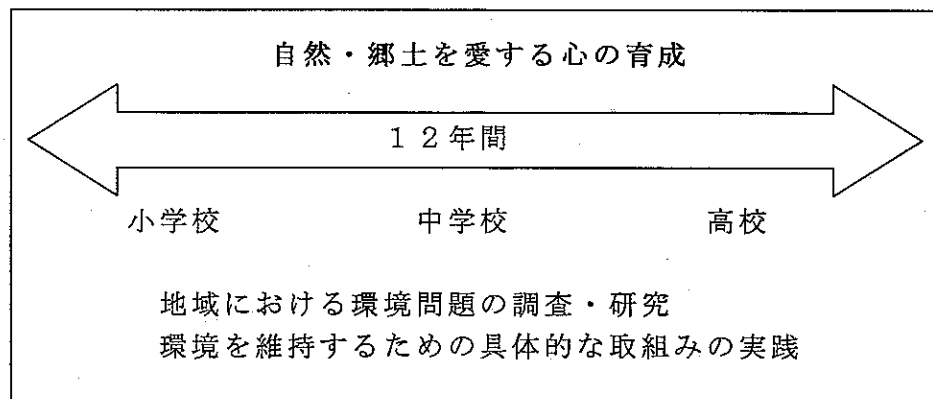 自然・郷土を愛する心の育成
１２年間
小学校 中学校 高校
地域における環境問題の調査・研究
環境を維持するための具体的な取組みの実践